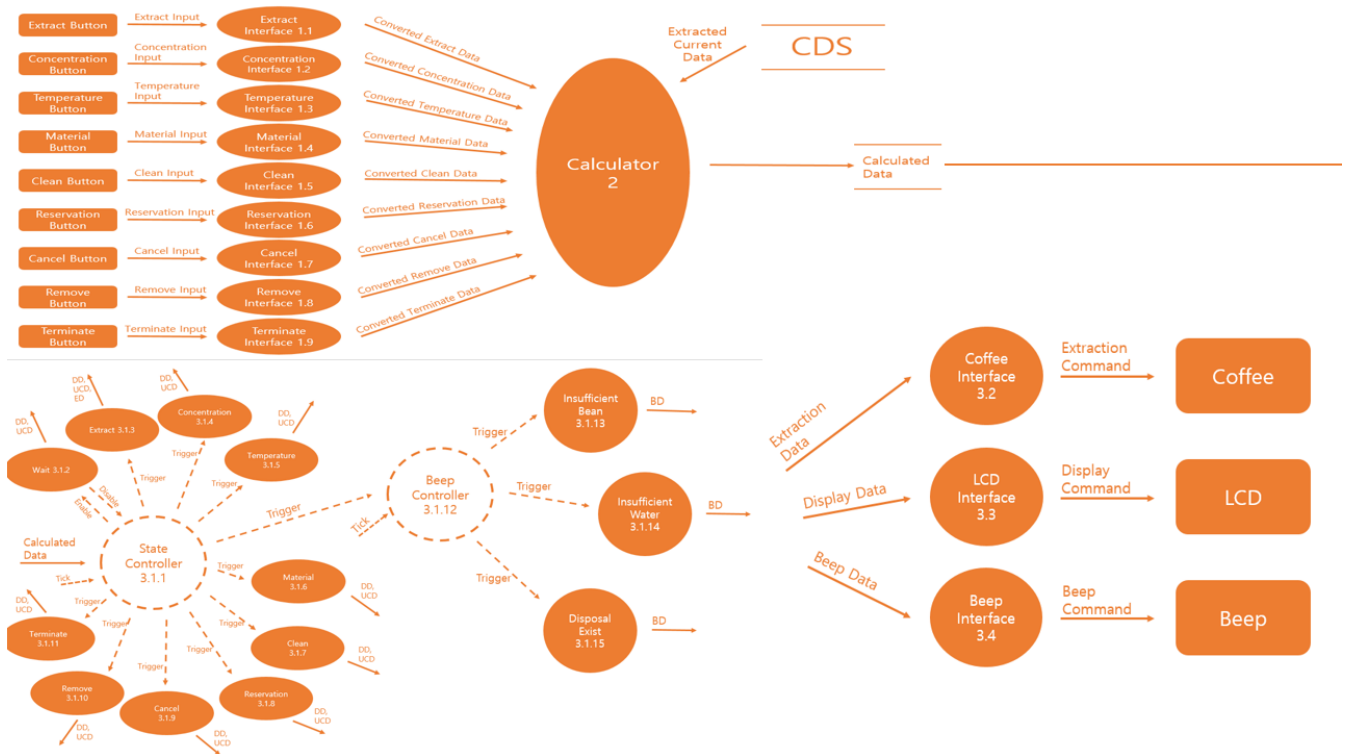 Extract Button
Extract Input
Extract
Interface 1.1
Converted Extract Data
Concentration
Button
Concentration
Input
Concentration
Interface 1.2
Converted Concentration Data
Temperature
Button
Temperature
Input
Temperature
Interface 1.3
Converted Temperature Data
Material
Button
Material Input
Material
Interface 1.4
Converted Material Data
Clean Button
Clean Input
Clean
Interface 1.5
Converted Clean Data
Reservation
Button
Reservation Input
Reservation
Interface 1.6
Converted Reservation Data
Cancel Button
Cancel Input
Cancel
Interface 1.7
Converted Cancel Data
Remove
Button
Remove Input
Remove
Interface 1.8
Converted Remove Data
Terminate
Button
Terminate Input
Terminate
Interface 1.9
Converted Terminate Data
Calculator
2
Extracted
Current
Data
CDS
Calculated
Data
DD,
UCD
Wait 3.1.2
Disable
Enable
DD,
UCD,
ED
Extract 3.1.3
Trigger
DD,
UCD
Concentration
3.1.4
Trigger
DD,
UCD
Temperature
3.1.5
Trigger
Calculated
Data
Tick
State
Controller
3.1.1
Trigger
Material
3.1.6
DD,
UCD
Trigger
Clean
3.1.7
DD,
UCD
Trigger
Reservation
3.1.8
DD,
UCD
Trigger
Cancel
3.1.9
DD,
UCD
Trigger
Remove
3.1.10
DD,
UCD
Trigger
Terminate
3.1.11
DD,
UCD
Trigger
Trigger
Tick
Beep
Controller
3.1.12
Trigger
Insufficient
Bean
3.1.13
BD
Trigger
Insufficient
Water
3.1.14
BD
Trigger
Disposal
Exist
3.1.15
BD
Extraction
Data
Coffee
Interface
3.2
Extraction
Command
Coffee
Display Data
LCD
Interface
3.3
Display
Command
LCD
Beep Data
Beep
Interface
3.4
Beep
Command
Beep